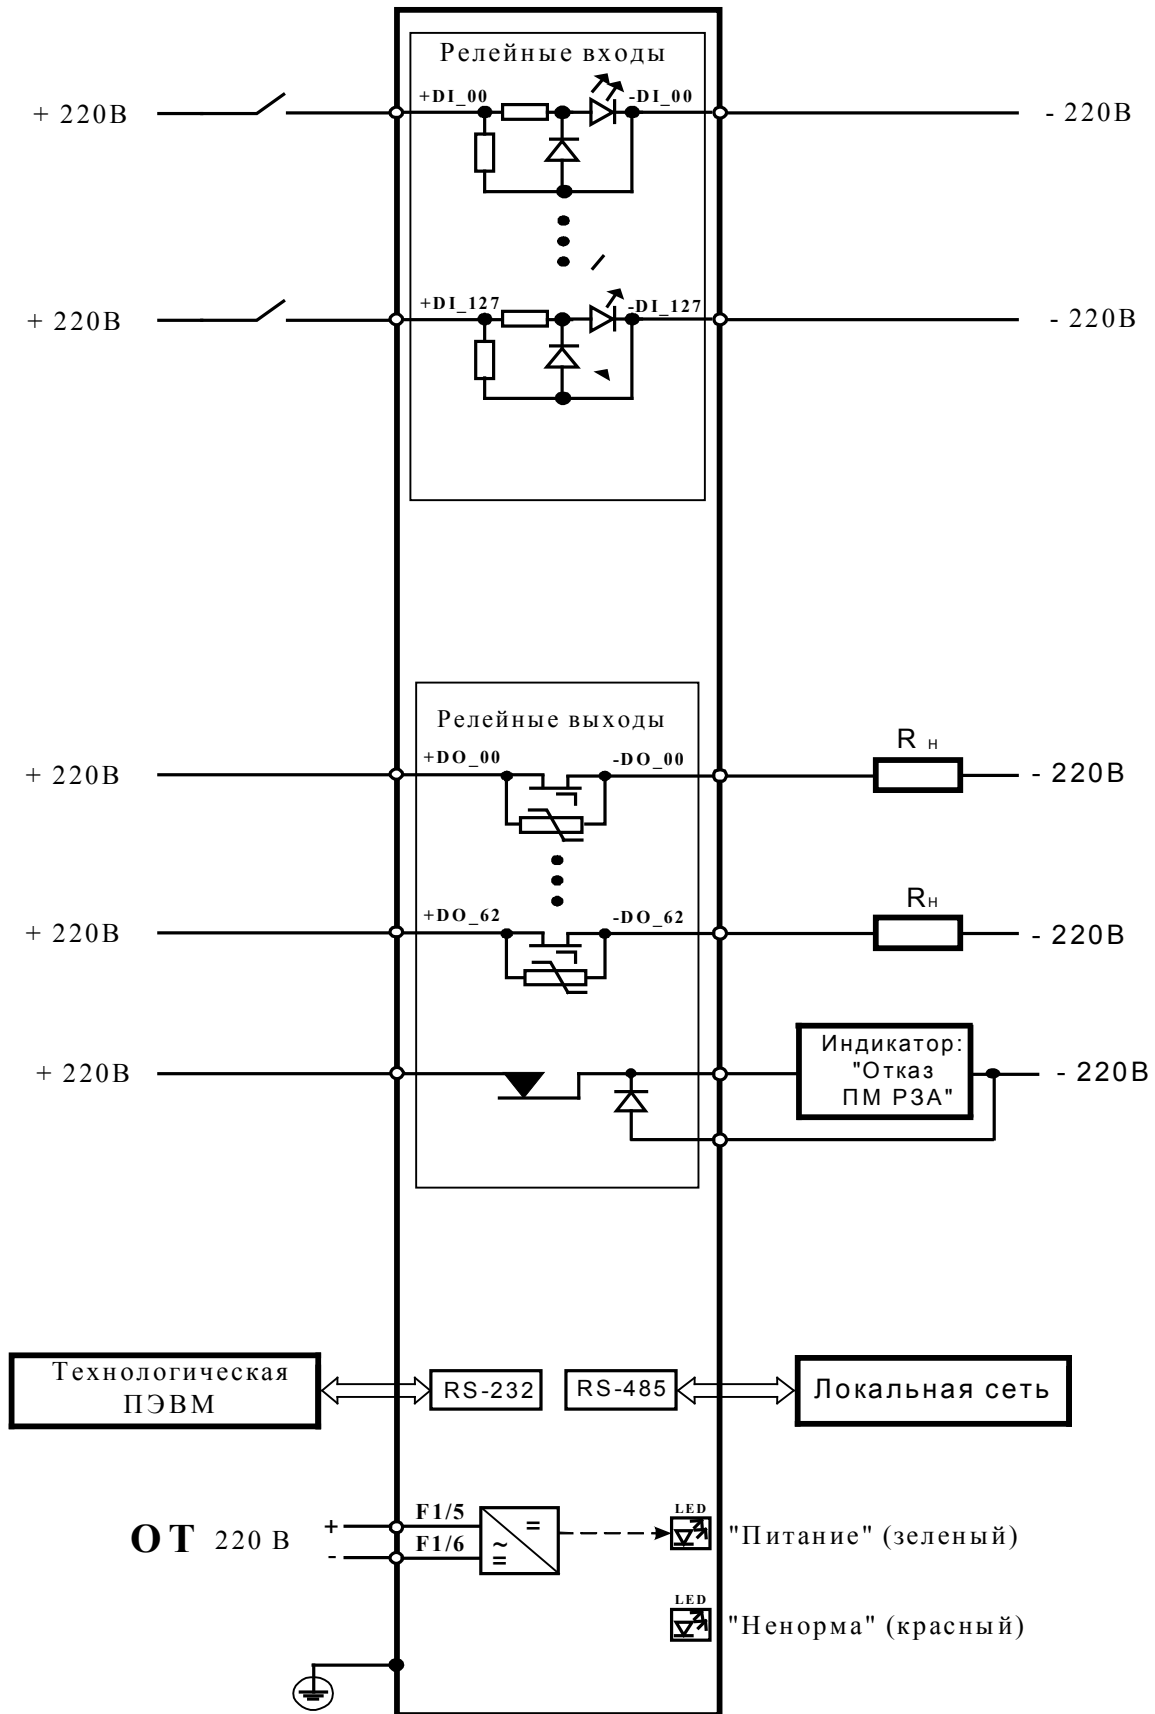 Релейные входы
+DI_00
-DI_00
+ 220В
- 220В
+DI_127
-DI_127
+ 220В
- 220В
Релейные выходы
+DO_00
-DO_00
R н
+ 220В
- 220В
+DO_62
-DO_62
Rн
+ 220В
- 220В
+ 220В
Индикатор:
"Отказ
ПМ РЗА"
- 220В
Технологическая
ПЭВМ
RS-232
RS-485
Локальная сеть
ОТ 220 В
+
-
F1/5
F1/6
=
~
=
LED
"Питание" (зеленый)
LED
"Ненорма" (красный)